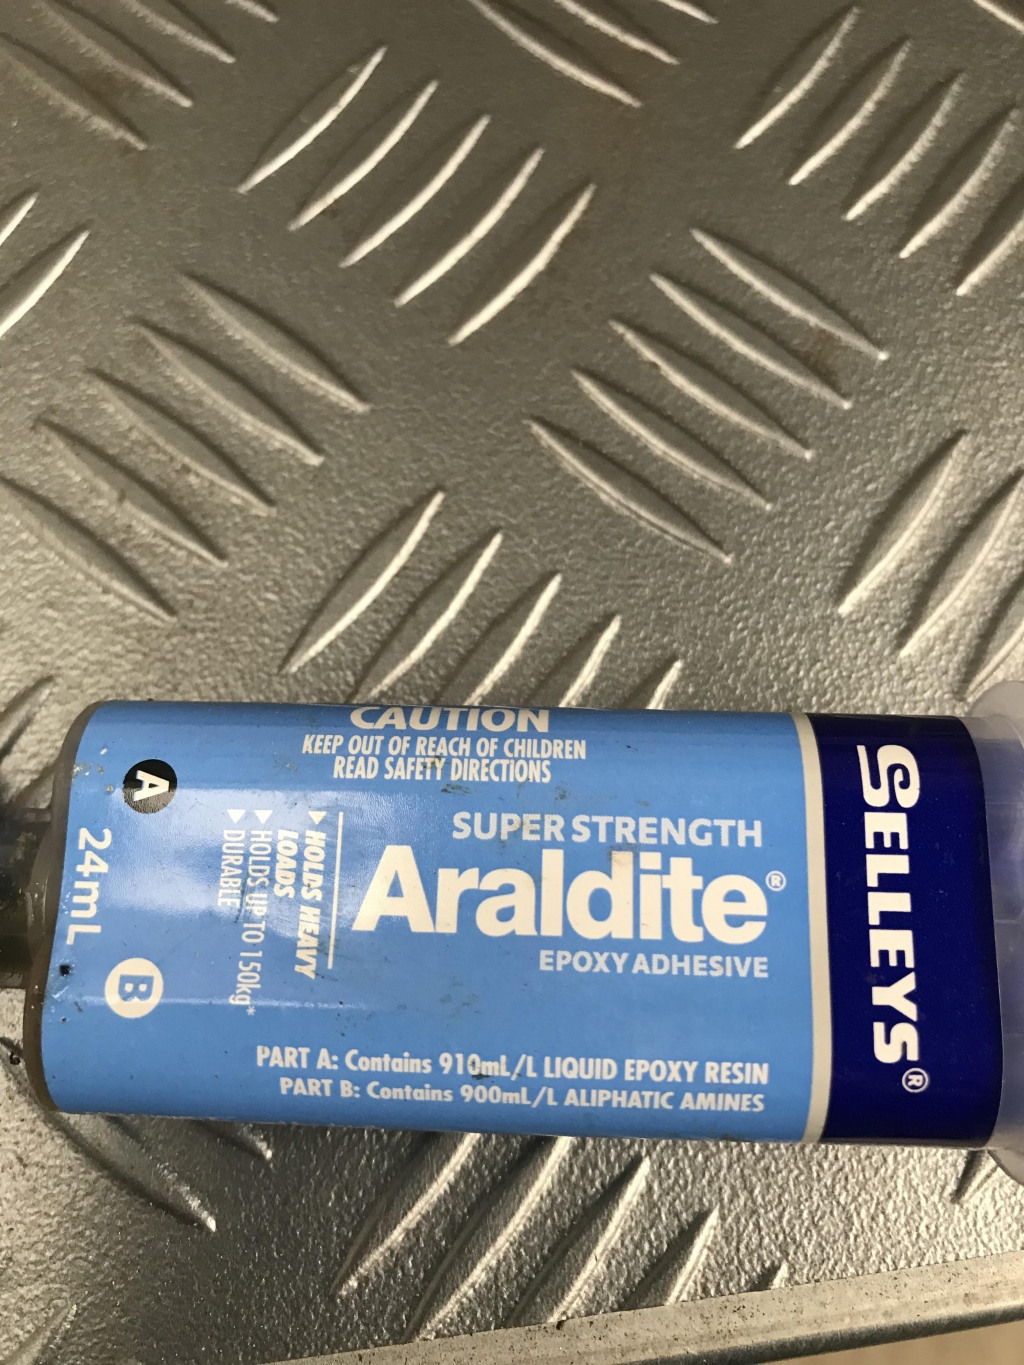 CAUTION
KEEP OUT OF REACH OF CHILDREN
READ SAFETY DIRECTIONS
SUPER STRENGTH
Araldite®
EPOXY ADHESIVE
HOLDS HEAVY
LOADS
HOLDS UP TO 150kg*
DURABLE
A
24mL
B
PART A: Contains 910mL/L LIQUID EPOXY RESIN
PART B: Contains 900mL/L ALIPHATIC AMINES
SELLEYS®